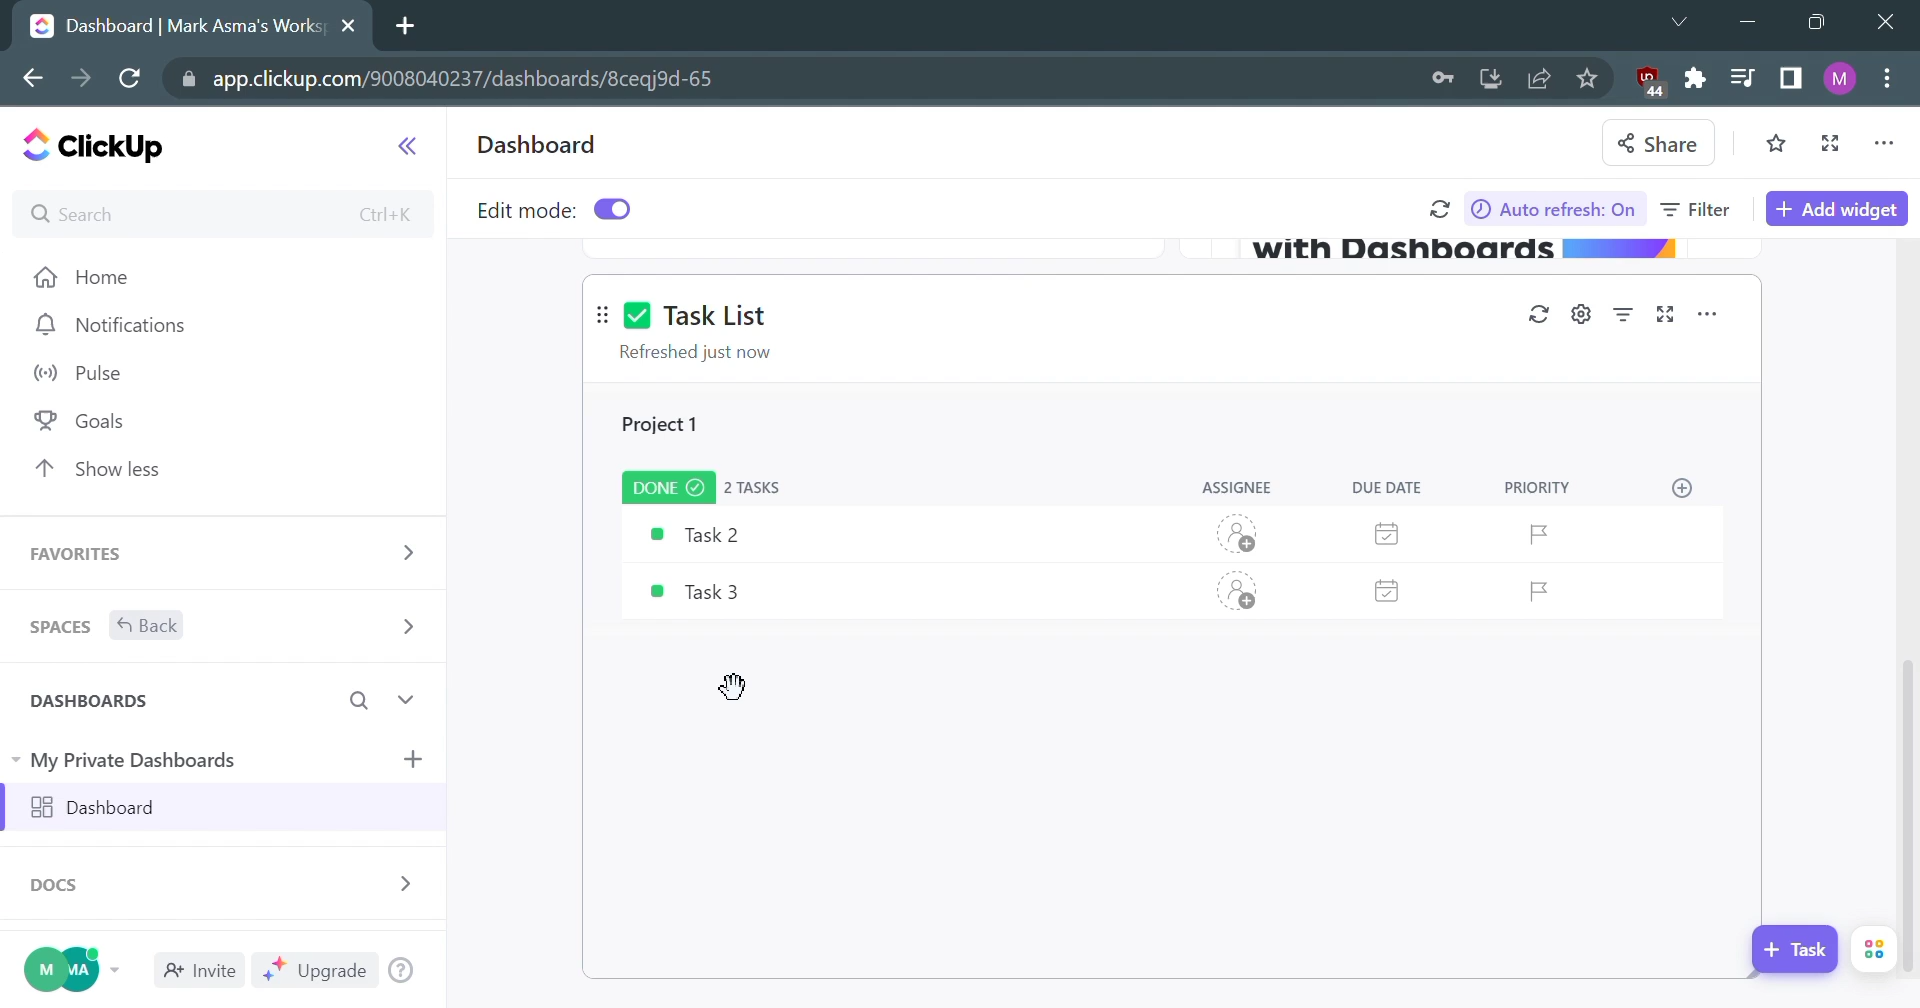 Dashboard | Mark Asma's Worksp
app.clickup.com/9008040237/dashboards/8ceqj9d-65
44
M
ClickUp
Search Ctrl+K
Home
Notifications
Pulse
Goals
Show less
FAVORITES
SPACES Back
DASHBOARDS
My Private Dashboards
Dashboard
DOCS
M MA Invite Upgrade ?
Dashboard
Share
Edit mode:
Auto refresh: On Filter + Add widget
with Dashboards
Task List
Refreshed just now
Project 1
DONE 2 TASKS ASSIGNEE DUE DATE PRIORITY
Task 2
Task 3
+ Task